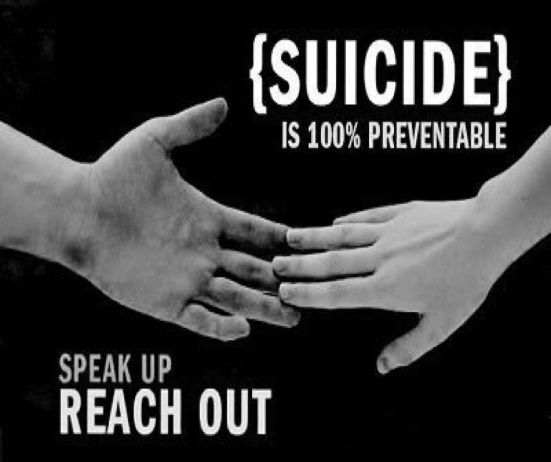 {SUICIDE}
IS 100% PREVENTABLE
SPEAK UP
REACH OUT